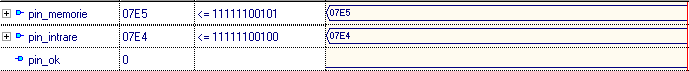 pin_memorie 07E5 <= 11111100101 07E5
pin_intrare 07E4 <= 11111100100 07E4
pin_ok 0